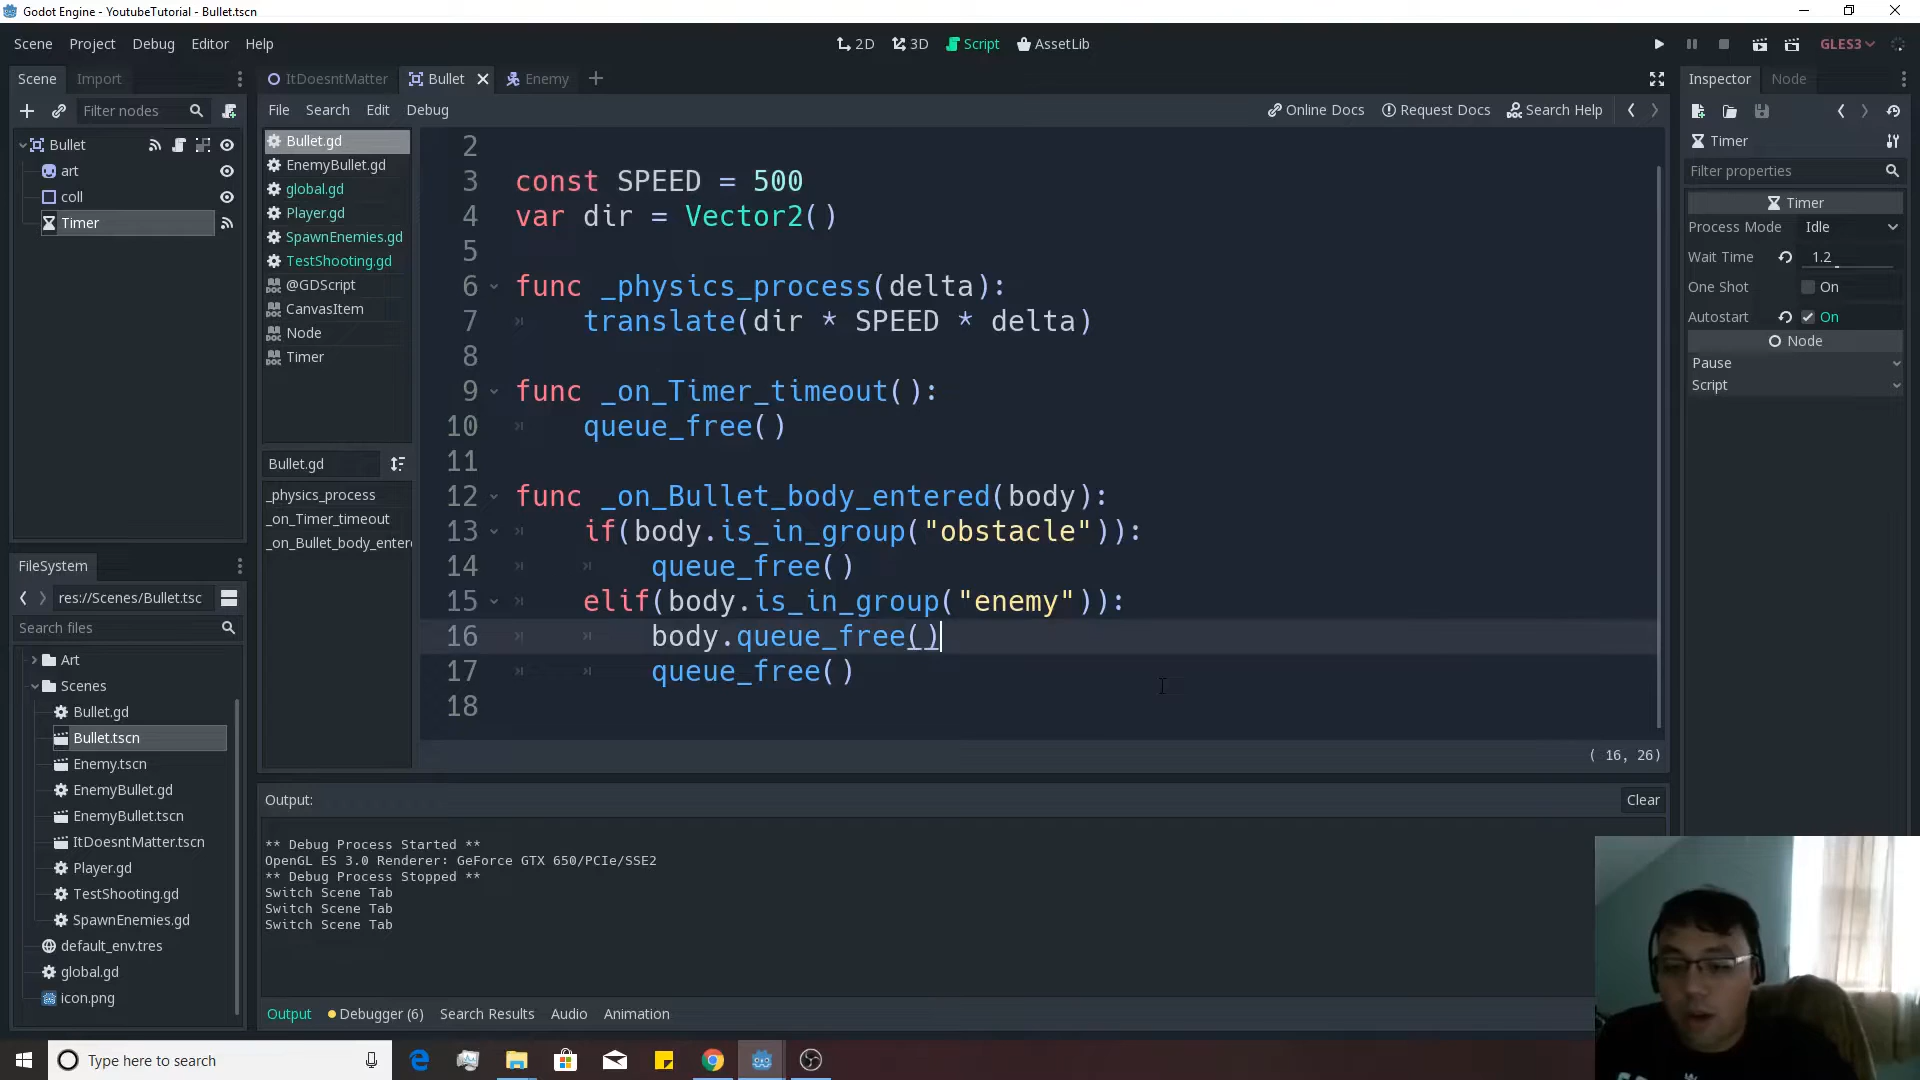 Godot Engine - YoutubeTutorial - Bullet.tscn
Scene Project Debug Editor Help
2D 3D Script AssetLib
GLES3
Scene Import
ItDoesntMatter Bullet Enemy
Inspector Node
Filter nodes
File Search Edit Debug
Online Docs Request Docs Search Help
Bullet
art
coll
Timer
Bullet.gd
EnemyBullet.gd
global.gd
Player.gd
SpawnEnemies.gd
TestShooting.gd
@GDScript
CanvasItem
Node
Timer
Bullet.gd
_physics_process
_on_Timer_timeout
_on_Bullet_body_entere
2
3 const SPEED = 500
4 var dir = Vector2()
5
6 func _physics_process(delta):
7 translate(dir * SPEED * delta)
8
9 func _on_Timer_timeout():
10 queue_free()
11
12 func _on_Bullet_body_entered(body):
13 if(body.is_in_group("obstacle")):
14 queue_free()
15 elif(body.is_in_group("enemy")):
16 body.queue_free()
17 queue_free()
18
( 16, 26)
Timer
Filter properties
Timer
Process Mode Idle
Wait Time 1.2
One Shot On
Autostart On
Node
Pause
Script
FileSystem
res://Scenes/Bullet.tsc
Search files
Art
Scenes
Bullet.gd
Bullet.tscn
Enemy.tscn
EnemyBullet.gd
EnemyBullet.tscn
ItDoesntMatter.tscn
Player.gd
TestShooting.gd
SpawnEnemies.gd
default_env.tres
global.gd
icon.png
Output:
Clear
** Debug Process Started **
OpenGL ES 3.0 Renderer: GeForce GTX 650/PCIe/SSE2
** Debug Process Stopped **
Switch Scene Tab
Switch Scene Tab
Switch Scene Tab
Output Debugger (6) Search Results Audio Animation
Type here to search